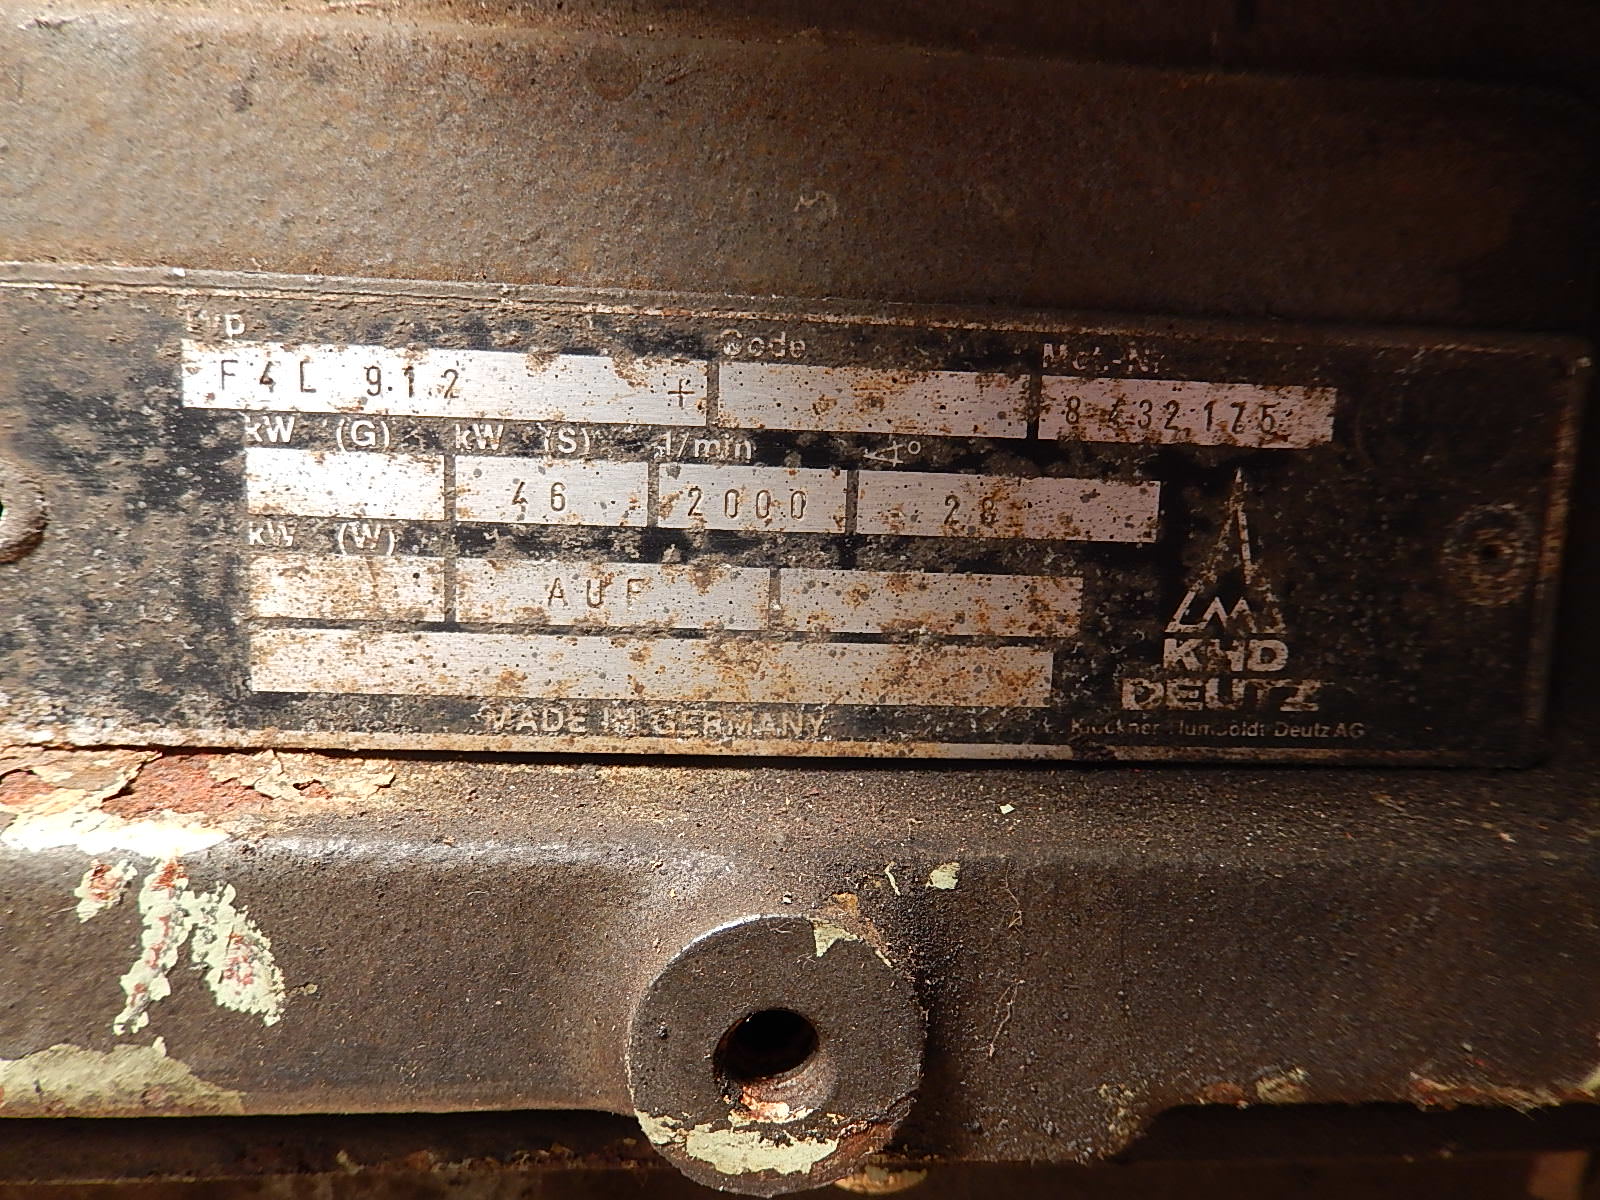 Typ Code Mot.-Nr.
F4L 912 + 8432175
kW (G) kW (S) 1/min ∢°
46 2000 28
kW (W)
AUF
KHD
DEUTZ
MADE IN GERMANY
Klöckner-Humboldt-Deutz AG